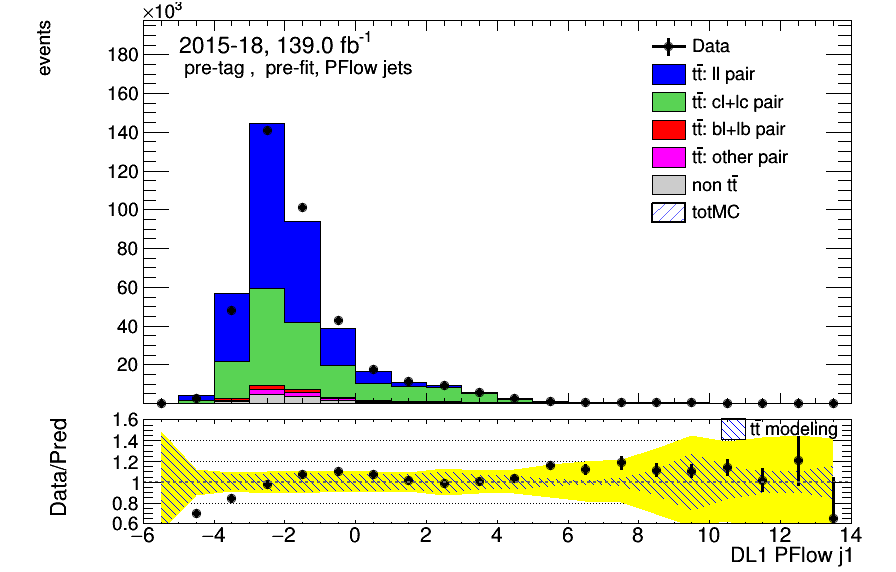 ×10³
events
2015-18, 139.0 fb⁻¹
pre-tag , pre-fit, PFlow jets
Data
tt̄: ll pair
tt̄: cl+lc pair
tt̄: bl+lb pair
tt̄: other pair
non tt̄
totMC
180
160
140
120
100
80
60
40
20
Data/Pred
tt̄ modeling
1.6
1.4
1.2
1
0.8
0.6
−6 −4 −2 0 2 4 6 8 10 12 14
DL1 PFlow j1